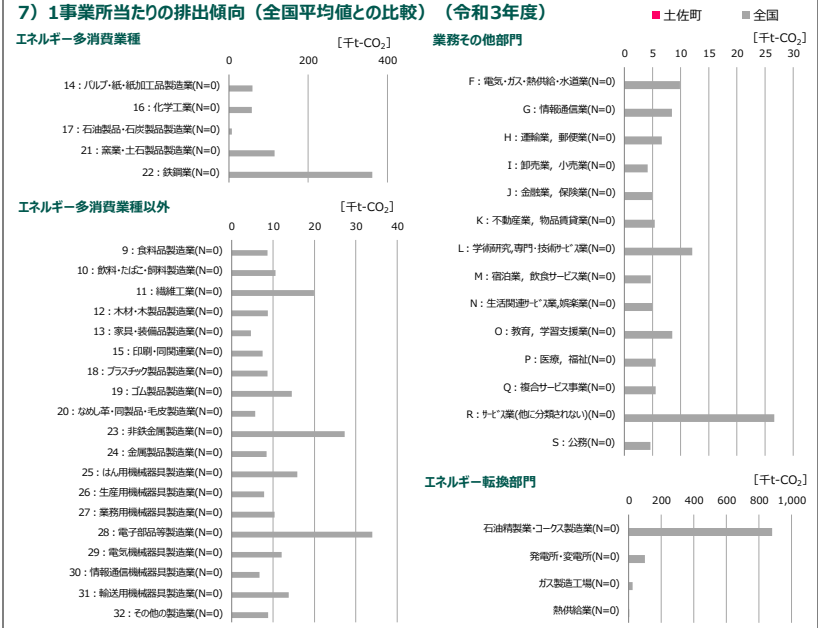 7）1事業所当たりの排出傾向（全国平均値との比較）（令和3年度）
■土佐町 ■全国
エネルギー多消費業種
［千t-CO₂］
0 200 400
14：パルプ・紙・紙加工品製造業(N=0)
16：化学工業(N=0)
17：石油製品・石炭製品製造業(N=0)
21：窯業・土石製品製造業(N=0)
22：鉄鋼業(N=0)
エネルギー多消費業種以外
［千t-CO₂］
0 10 20 30 40
9：食料品製造業(N=0)
10：飲料・たばこ・飼料製造業(N=0)
11：繊維工業(N=0)
12：木材・木製品製造業(N=0)
13：家具・装備品製造業(N=0)
15：印刷・同関連業(N=0)
18：プラスチック製品製造業(N=0)
19：ゴム製品製造業(N=0)
20：なめし革・同製品・毛皮製造業(N=0)
23：非鉄金属製造業(N=0)
24：金属製品製造業(N=0)
25：はん用機械器具製造業(N=0)
26：生産用機械器具製造業(N=0)
27：業務用機械器具製造業(N=0)
28：電子部品等製造業(N=0)
29：電気機械器具製造業(N=0)
30：情報通信機械器具製造業(N=0)
31：輸送用機械器具製造業(N=0)
32：その他の製造業(N=0)
業務その他部門
［千t-CO₂］
0 5 10 15 20 25 30
F：電気・ガス・熱供給・水道業(N=0)
G：情報通信業(N=0)
H：運輸業，郵便業(N=0)
I：卸売業，小売業(N=0)
J：金融業，保険業(N=0)
K：不動産業，物品賃貸業(N=0)
L：学術研究,専門・技術ｻｰﾋﾞｽ業(N=0)
M：宿泊業，飲食サービス業(N=0)
N：生活関連ｻｰﾋﾞｽ業,娯楽業(N=0)
O：教育，学習支援業(N=0)
P：医療，福祉(N=0)
Q：複合サービス事業(N=0)
R：ｻｰﾋﾞｽ業(他に分類されない)(N=0)
S：公務(N=0)
エネルギー転換部門
［千t-CO₂］
0 200 400 600 800 1,000
石油精製業・コークス製造業(N=0)
発電所・変電所(N=0)
ガス製造工場(N=0)
熱供給業(N=0)